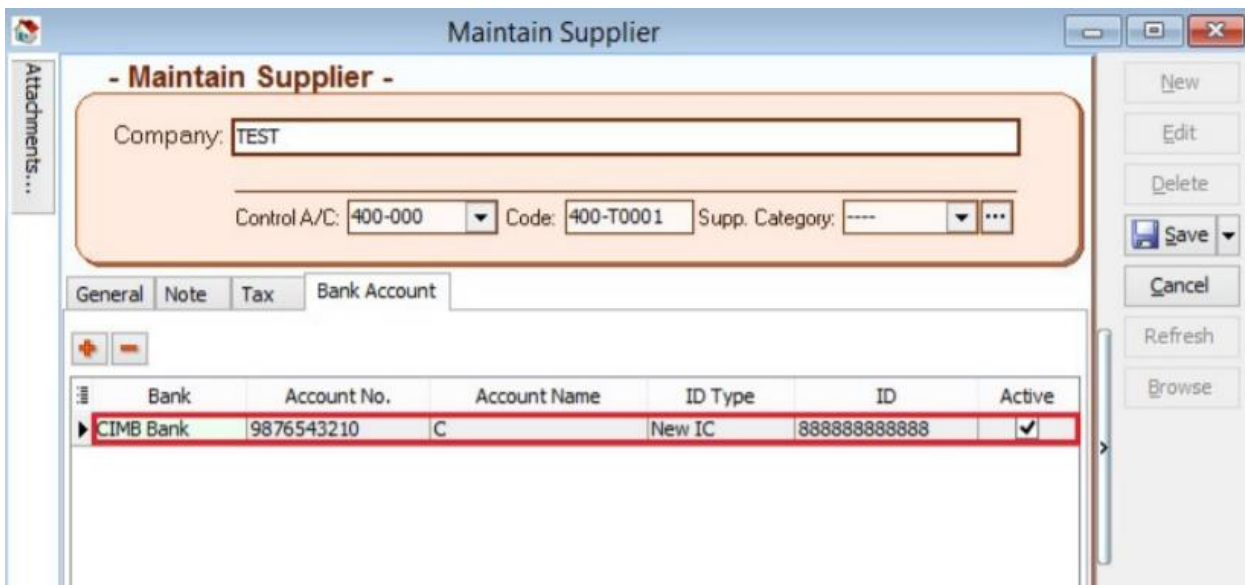 Maintain Supplier
Attachments...
- Maintain Supplier -
Company: TEST
Control A/C: 400-000 Code: 400-T0001 Supp. Category: ----
General Note Tax Bank Account
Bank Account No. Account Name ID Type ID Active
CIMB Bank 9876543210 C New IC 888888888888
New
Edit
Delete
Save
Cancel
Refresh
Browse